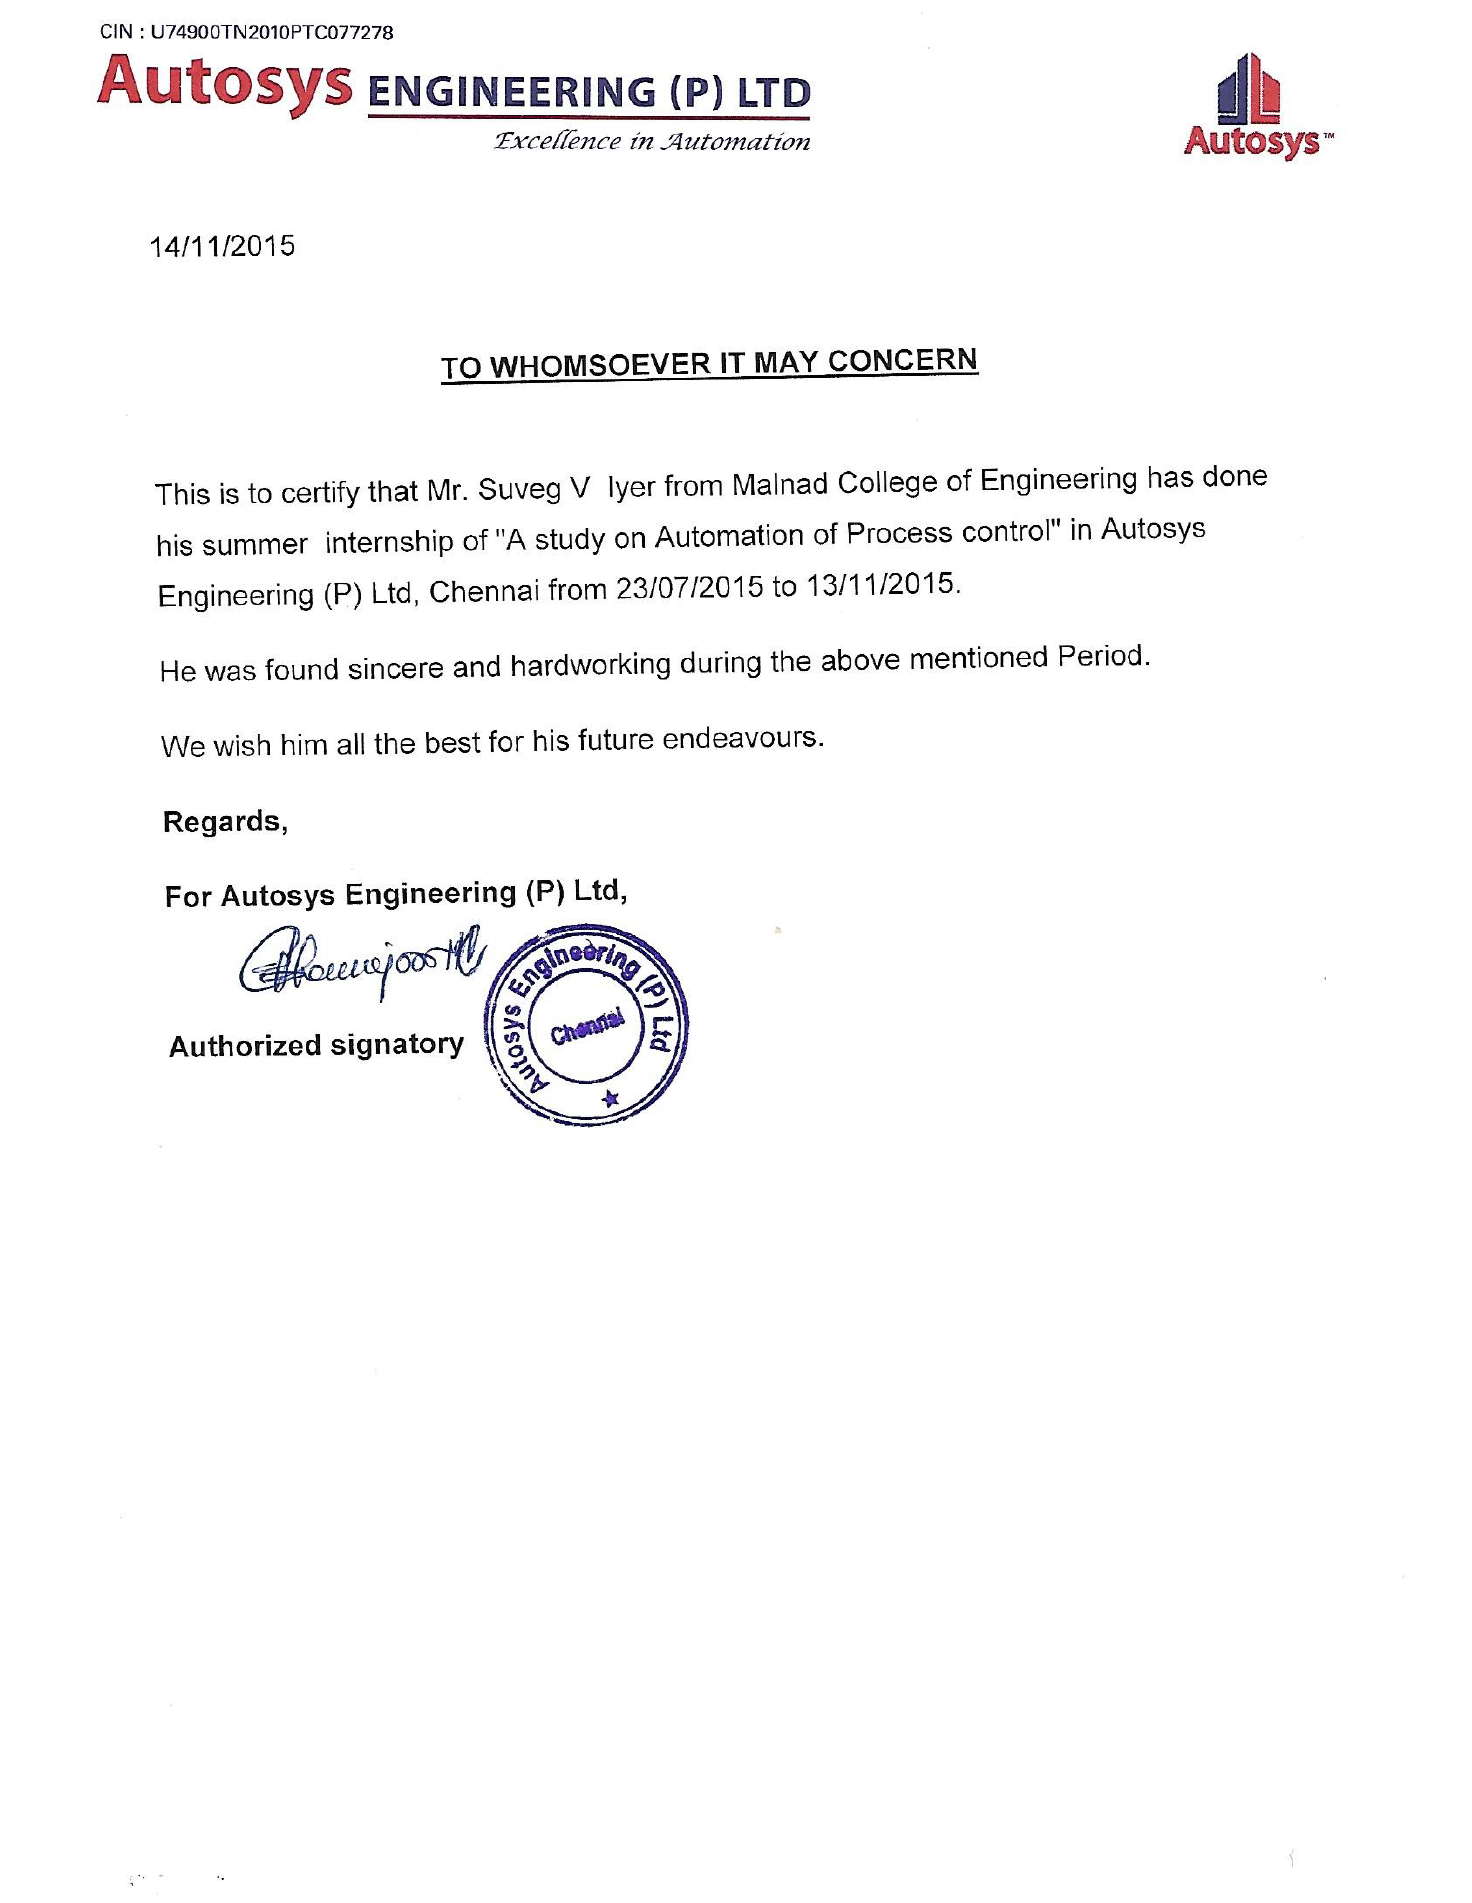 CIN : U74900TN2010PTC077278
Autosys ENGINEERING (P) LTD
Excellence in Automation
Autosys™
14/11/2015
TO WHOMSOEVER IT MAY CONCERN
This is to certify that Mr. Suveg V  Iyer from Malnad College of Engineering has done
his summer  internship of "A study on Automation of Process control" in Autosys
Engineering (P) Ltd, Chennai from 23/07/2015 to 13/11/2015.
He was found sincere and hardworking during the above mentioned Period.
We wish him all the best for his future endeavours.
Regards,
For Autosys Engineering (P) Ltd,
Autosys Engineering (P) Ltd
Chennai
Authorized signatory